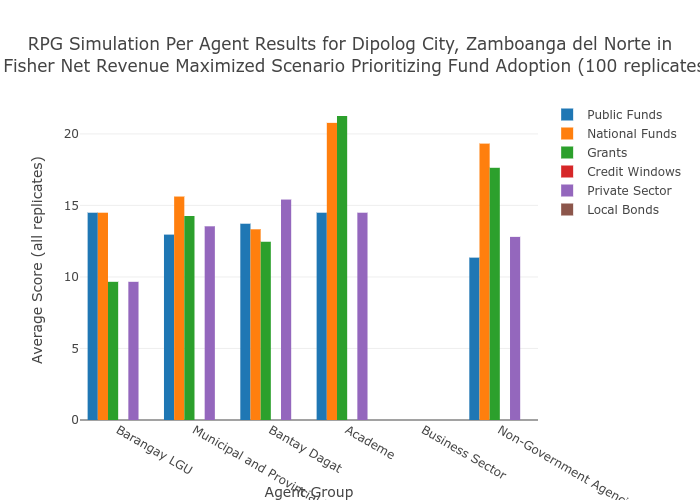 RPG Simulation Per Agent Results for Dipolog City, Zamboanga del Norte in
Fisher Net Revenue Maximized Scenario Prioritizing Fund Adoption (100 replicates
Public Funds
National Funds
Grants
Credit Windows
Private Sector
Local Bonds
Average Score (all replicates)
20
15
10
5
0
Barangay LGU
Municipal and Provincial
Bantay Dagat
Academe
Business Sector
Non-Government Agenci
Agent Group